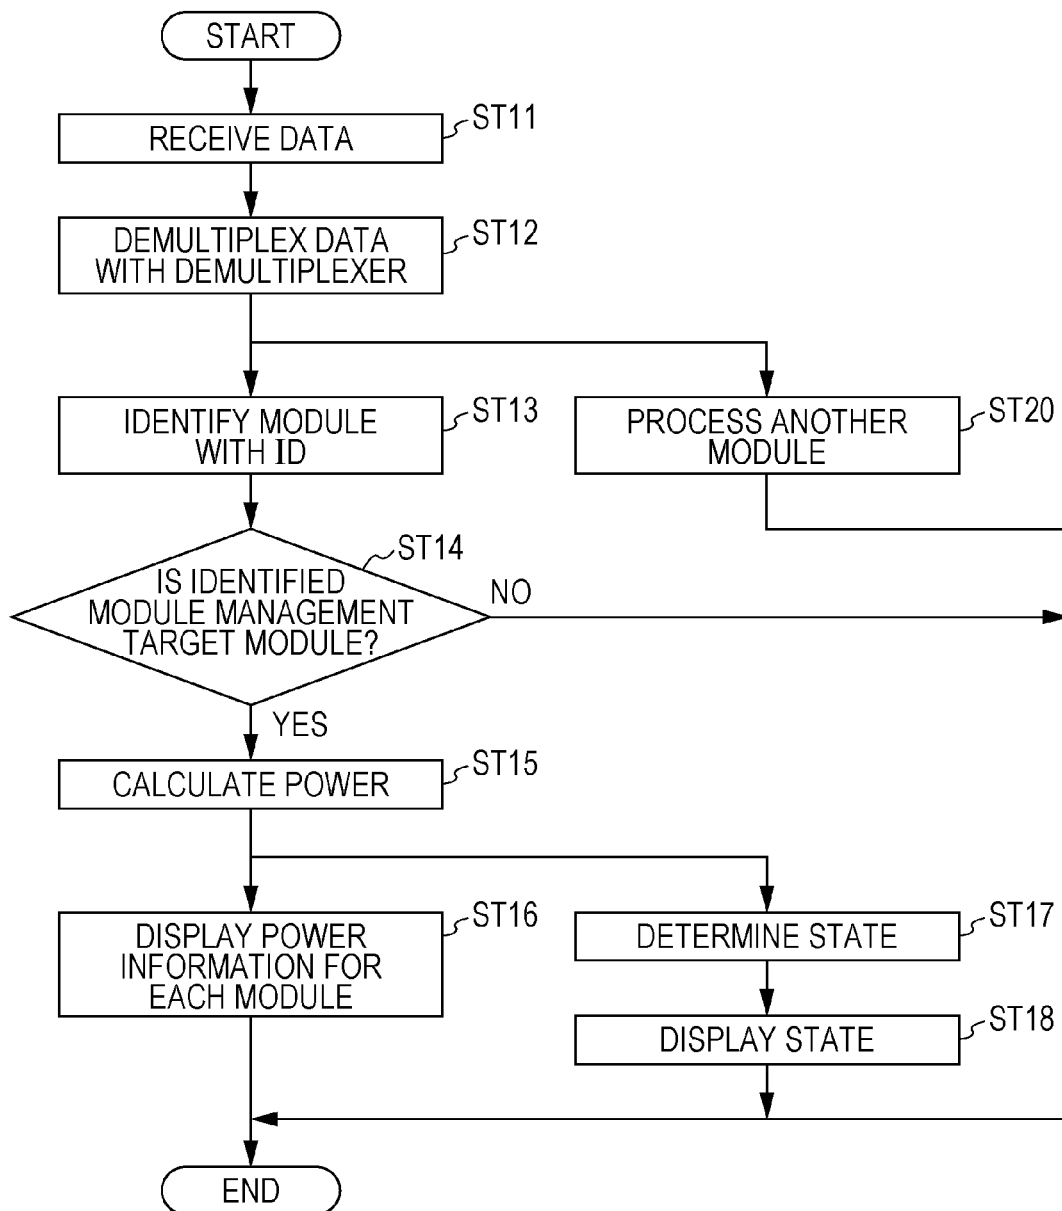 START
RECEIVE DATA
ST11
DEMULTIPLEX DATA
WITH DEMULTIPLEXER
ST12
IDENTIFY MODULE
WITH ID
ST13
PROCESS ANOTHER
MODULE
ST20
IS IDENTIFIED
MODULE MANAGEMENT
TARGET MODULE?
ST14
NO
YES
CALCULATE POWER
ST15
DISPLAY POWER
INFORMATION FOR
EACH MODULE
ST16
DETERMINE STATE
ST17
DISPLAY STATE
ST18
END